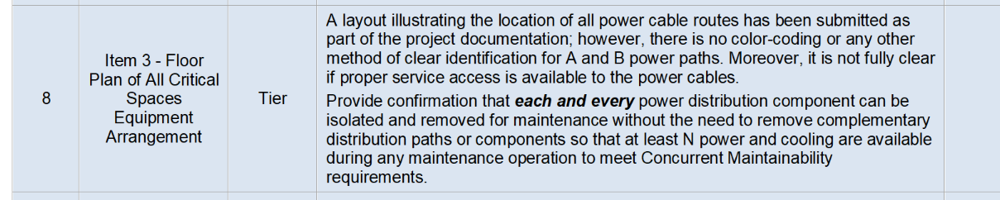 8
Item 3 - Floor
Plan of All Critical
Spaces
Equipment
Arrangement
Tier
A layout illustrating the location of all power cable routes has been submitted as
part of the project documentation; however, there is no color-coding or any other
method of clear identification for A and B power paths. Moreover, it is not fully clear
if proper service access is available to the power cables.
Provide confirmation that each and every power distribution component can be
isolated and removed for maintenance without the need to remove complementary
distribution paths or components so that at least N power and cooling are available
during any maintenance operation to meet Concurrent Maintainability
requirements.